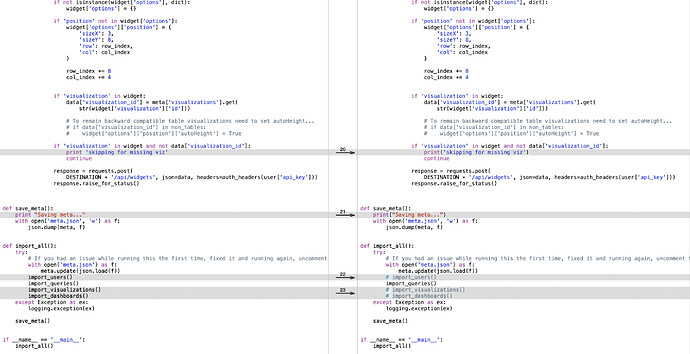 if not isinstance(widget['options'], dict):
widget['options'] = {}
if 'position' not in widget['options']:
widget['options']['position'] = {
'sizeX': 3,
'sizeY': 8,
'row': row_index,
'col': col_index
}
row_index += 8
col_index += 4
if 'visualization' in widget:
data['visualization_id'] = meta['visualizations'].get(
str(widget['visualization']['id']))
# To remain backward compatible table visualizations need to set autoHeight...
# if data['visualization_id'] in non_tables:
#     widget["options"]["position"]["autoHeight"] = True
if 'visualization' in widget and not data['visualization_id']:
print 'skipping for missing viz'
continue
response = requests.post(
DESTINATION + '/api/widgets', json=data, headers=auth_headers(user['api_key']))
response.raise_for_status()
def save_meta():
print "Saving meta..."
with open('meta.json', 'w') as f:
json.dump(meta, f)
def import_all():
try:
# If you had an issue while running this the first time, fixed it and running again, uncomment
with open('meta.json') as f:
meta.update(json.load(f))
import_users()
import_queries()
import_visualizations()
import_dashboards()
except Exception as ex:
logging.exception(ex)
save_meta()
if __name__ == '__main__':
import_all()
20
21
22
23
if not isinstance(widget['options'], dict):
widget['options'] = {}
if 'position' not in widget['options']:
widget['options']['position'] = {
'sizeX': 3,
'sizeY': 8,
'row': row_index,
'col': col_index
}
row_index += 8
col_index += 4
if 'visualization' in widget:
data['visualization_id'] = meta['visualizations'].get(
str(widget['visualization']['id']))
# To remain backward compatible table visualizations need to set autoHeight...
# if data['visualization_id'] in non_tables:
#     widget["options"]["position"]["autoHeight"] = True
if 'visualization' in widget and not data['visualization_id']:
print('skipping for missing viz')
continue
response = requests.post(
DESTINATION + '/api/widgets', json=data, headers=auth_headers(user['api_key']))
response.raise_for_status()
def save_meta():
print("Saving meta...")
with open('meta.json', 'w') as f:
json.dump(meta, f)
def import_all():
try:
# If you had an issue while running this the first time, fixed it and running again, uncomment
with open('meta.json') as f:
meta.update(json.load(f))
# import_users()
import_queries()
# import_visualizations()
# import_dashboards()
except Exception as ex:
logging.exception(ex)
save_meta()
if __name__ == '__main__':
import_all()